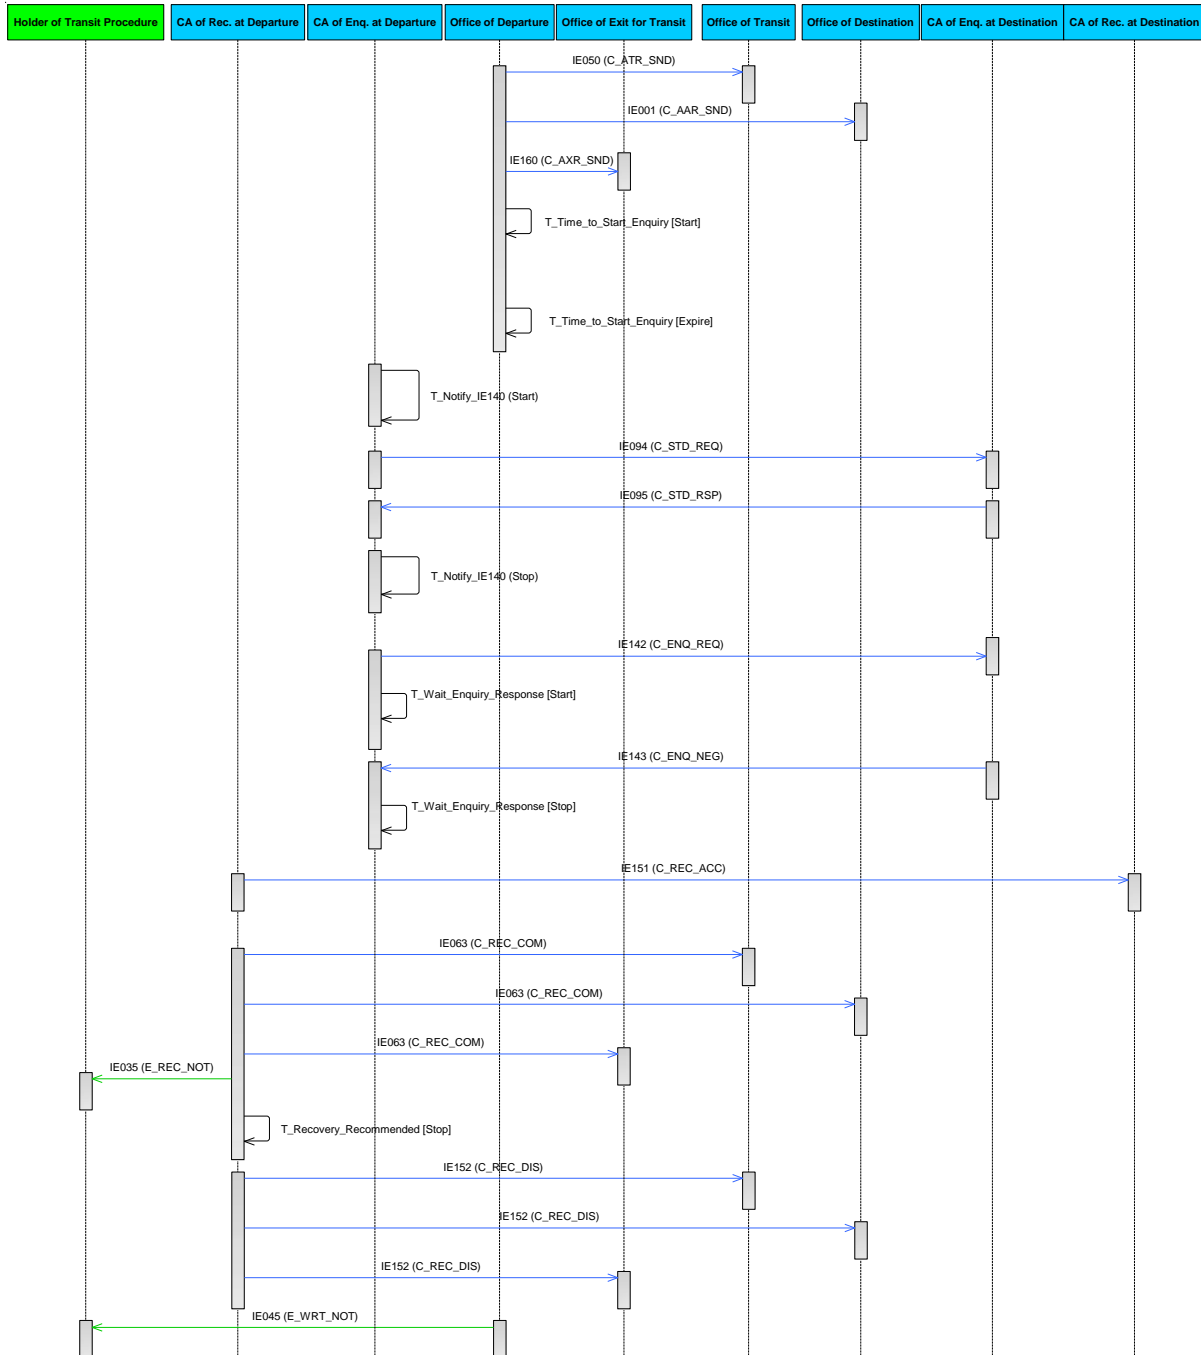 Holder of Transit Procedure
CA of Rec. at Departure
CA of Enq. at Departure
Office of Departure
Office of Exit for Transit
Office of Transit
Office of Destination
CA of Enq. at Destination
CA of Rec. at Destination
IE050 (C_ATR_SND)
IE001 (C_AAR_SND)
IE160 (C_AXR_SND)
T_Time_to_Start_Enquiry [Start]
T_Time_to_Start_Enquiry [Expire]
T_Notify_IE140 (Start)
IE094 (C_STD_REQ)
IE095 (C_STD_RSP)
T_Notify_IE140 (Stop)
IE142 (C_ENQ_REQ)
T_Wait_Enquiry_Response [Start]
IE143 (C_ENQ_NEG)
T_Wait_Enquiry_Response [Stop]
IE151 (C_REC_ACC)
IE063 (C_REC_COM)
IE063 (C_REC_COM)
IE063 (C_REC_COM)
IE035 (E_REC_NOT)
T_Recovery_Recommended [Stop]
IE152 (C_REC_DIS)
IE152 (C_REC_DIS)
IE152 (C_REC_DIS)
IE045 (E_WRT_NOT)